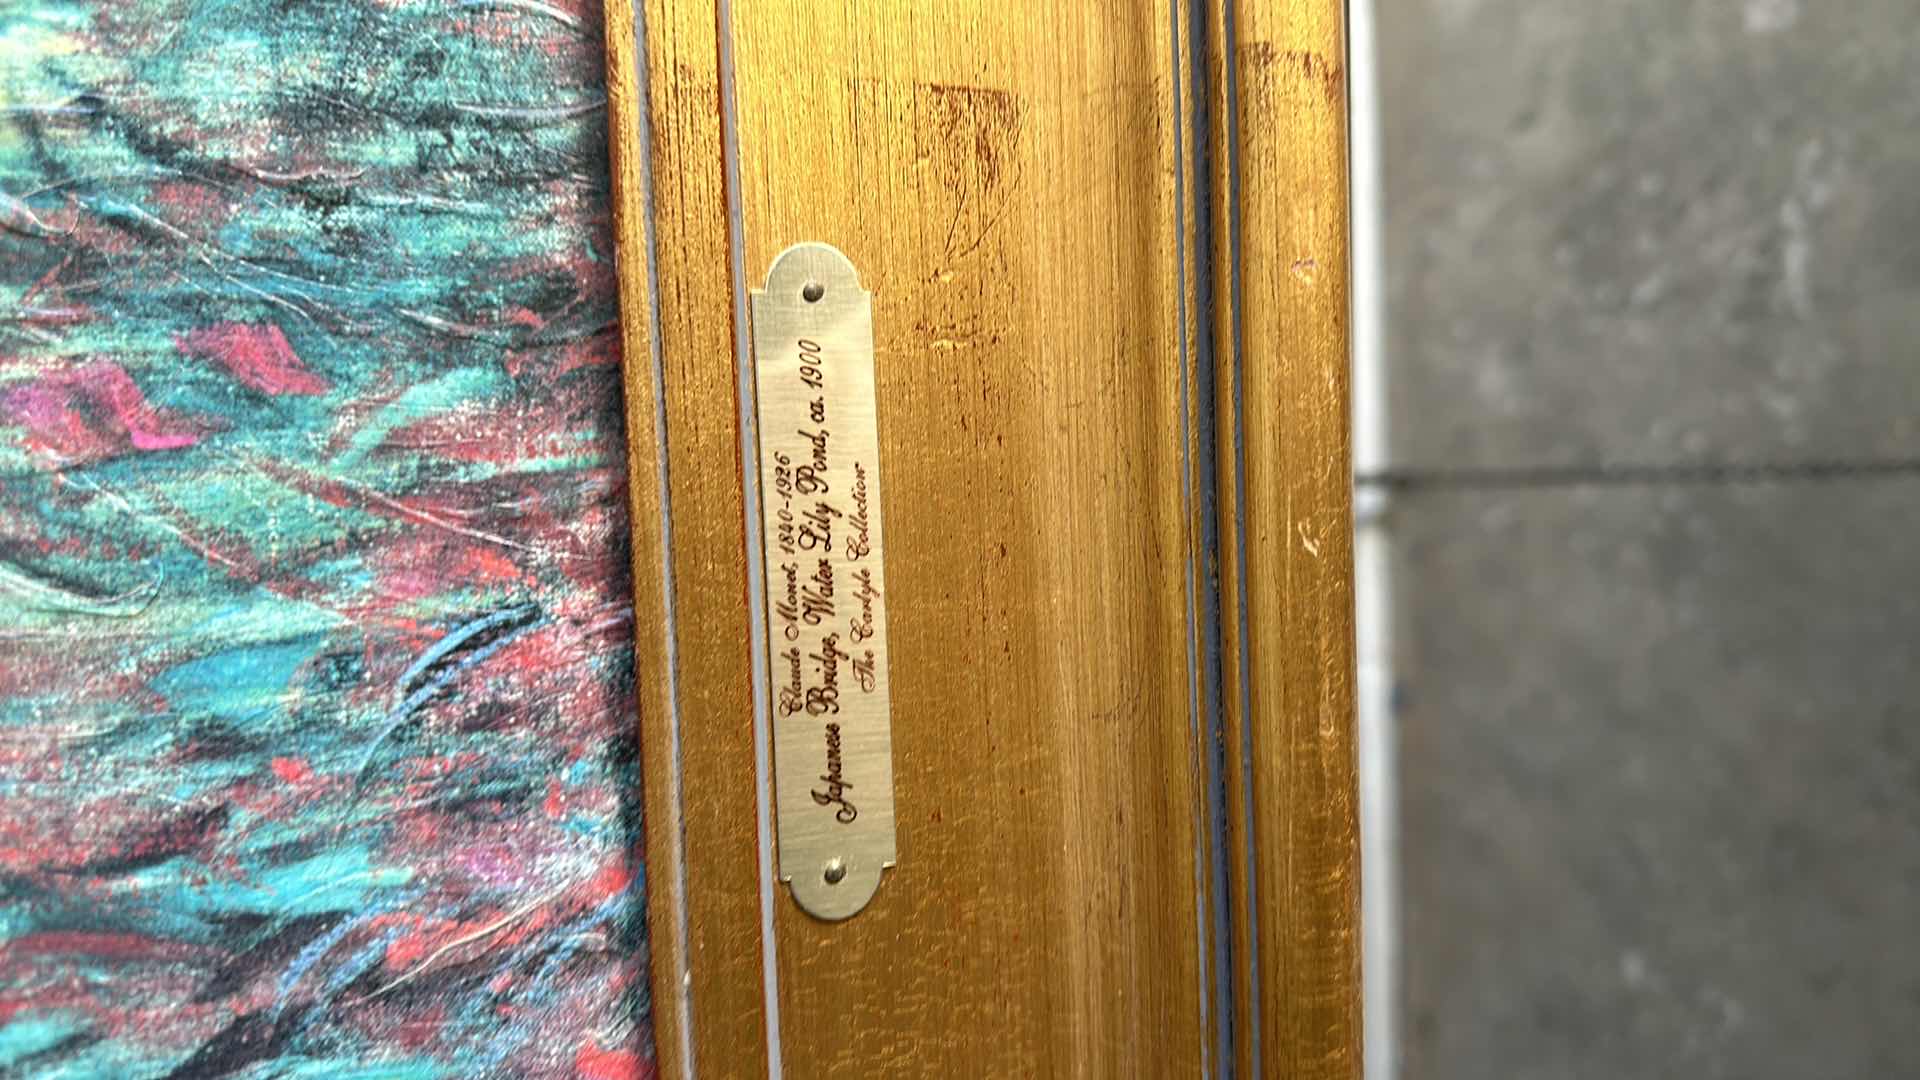 Claude Monet, 1840-1926
Japanese Bridge, Water Lily Pond, ca. 1900
The Carlyle Collection